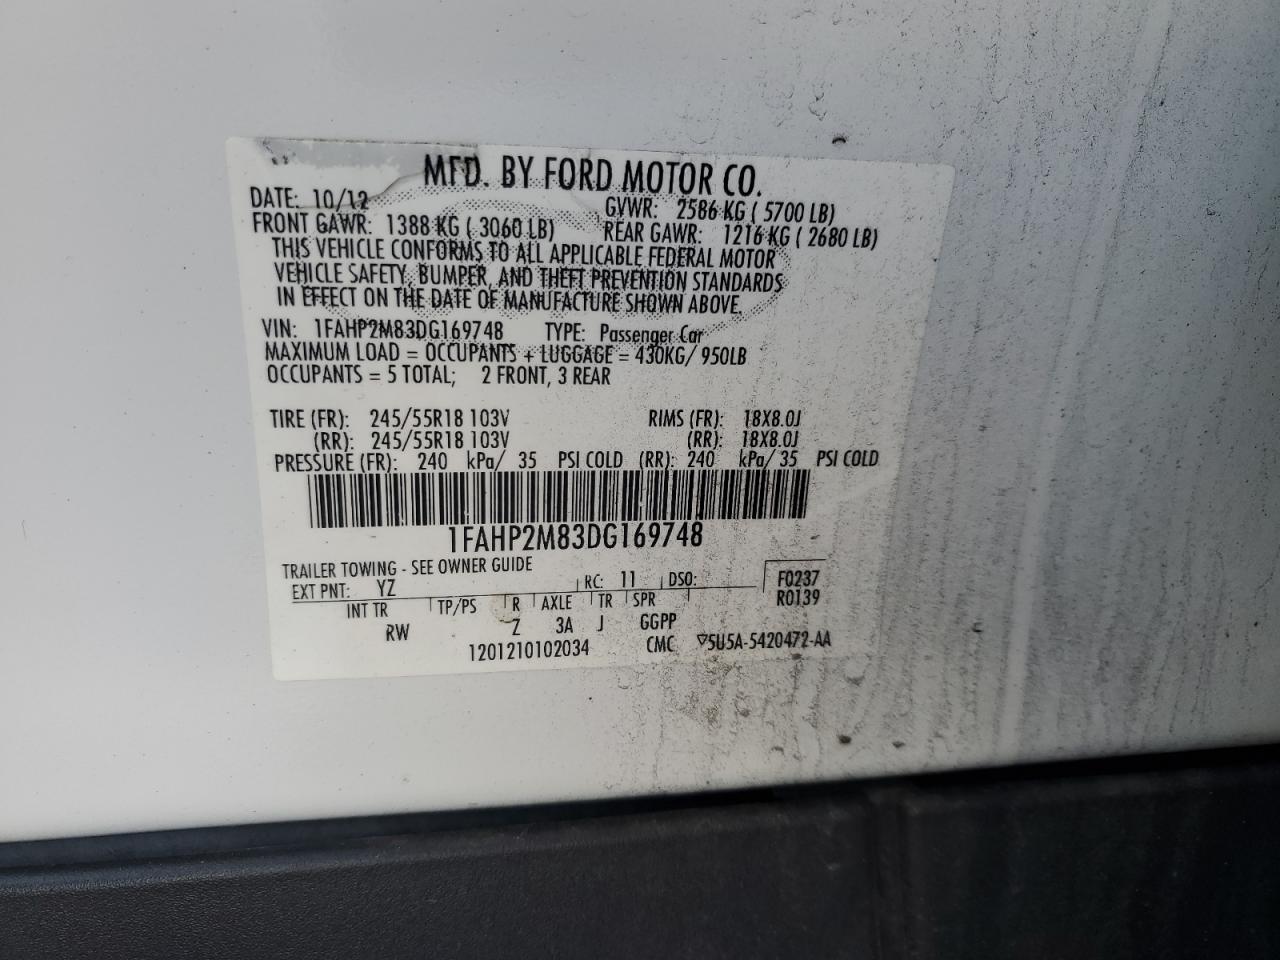 MFD. BY FORD MOTOR CO.
DATE: 10/12 GVWR: 2586 KG ( 5700 LB)
FRONT GAWR: 1388 KG ( 3060 LB) REAR GAWR: 1216 KG ( 2680 LB)
THIS VEHICLE CONFORMS TO ALL APPLICABLE FEDERAL MOTOR
VEHICLE SAFETY, BUMPER, AND THEFT PREVENTION STANDARDS
IN EFFECT ON THE DATE OF MANUFACTURE SHOWN ABOVE.
VIN: 1FAHP2M83DG169748 TYPE: Passenger Car
MAXIMUM LOAD = OCCUPANTS + LUGGAGE = 430KG/ 950LB
OCCUPANTS = 5 TOTAL; 2 FRONT, 3 REAR
TIRE (FR): 245/55R18 103V RIMS (FR): 18X8.0J
(RR): 245/55R18 103V (RR): 18X8.0J
PRESSURE (FR): 240 kPa/ 35 PSI COLD (RR): 240 kPa/ 35 PSI COLD
1FAHP2M83DG169748
TRAILER TOWING - SEE OWNER GUIDE
EXT PNT: YZ RC: 11 DSO: F0237
R0139
INT TR TP/PS R AXLE TR SPR
RW Z 3A J GGPP
1201210102034 CMC ▽5U5A-5420472-AA